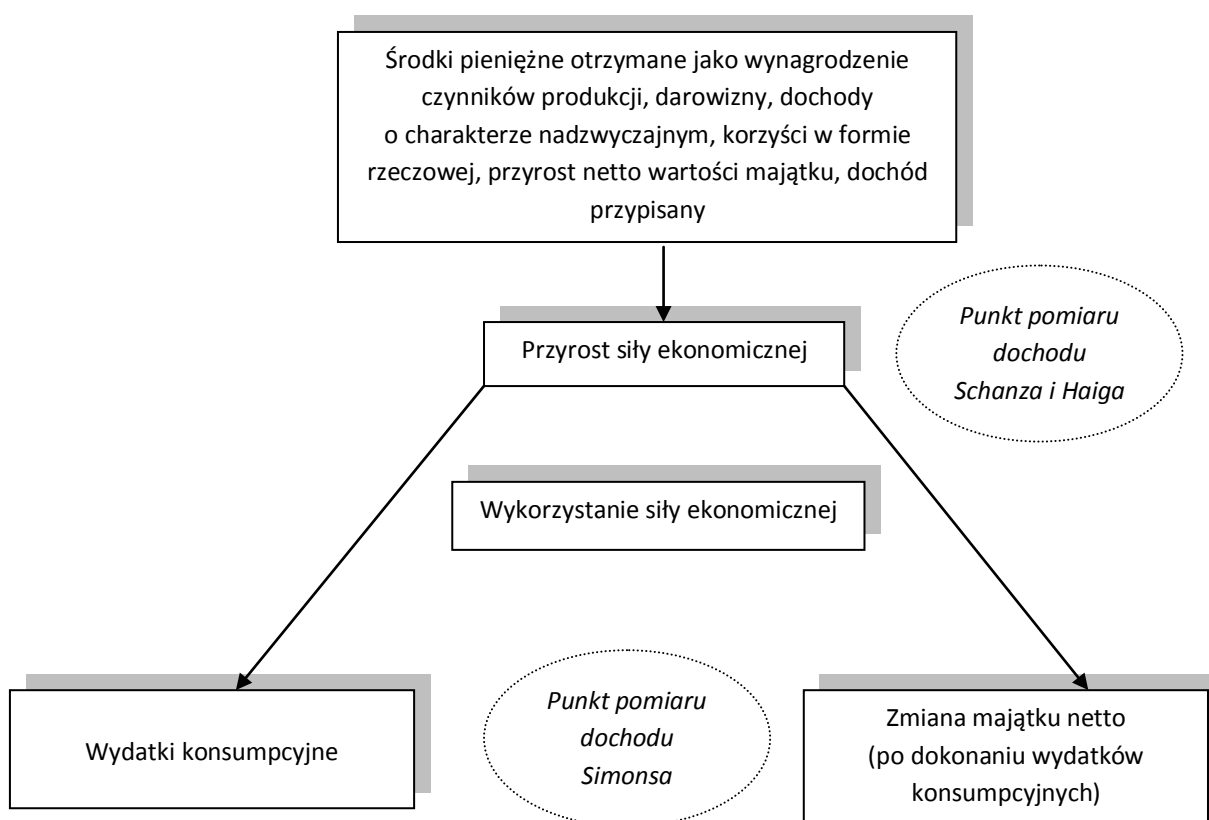 Środki pieniężne otrzymane jako wynagrodzenie
czynników produkcji, darowizny, dochody
o charakterze nadzwyczajnym, korzyści w formie
rzeczowej, przyrost netto wartości majątku, dochód
przypisany
Przyrost siły ekonomicznej
Punkt pomiaru
dochodu
Schanza i Haiga
Wykorzystanie siły ekonomicznej
Wydatki konsumpcyjne
Punkt pomiaru
dochodu
Simonsa
Zmiana majątku netto
(po dokonaniu wydatków
konsumpcyjnych)